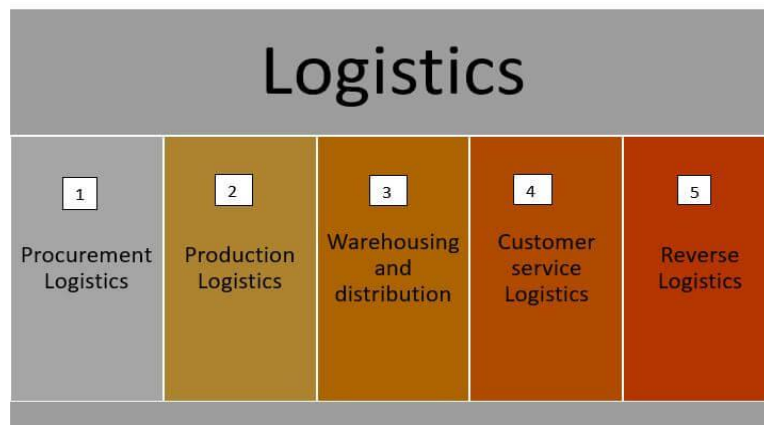 Logistics
1
Procurement
Logistics
2
Production
Logistics
3
Warehousing
and
distribution
4
Customer
service
Logistics
5
Reverse
Logistics